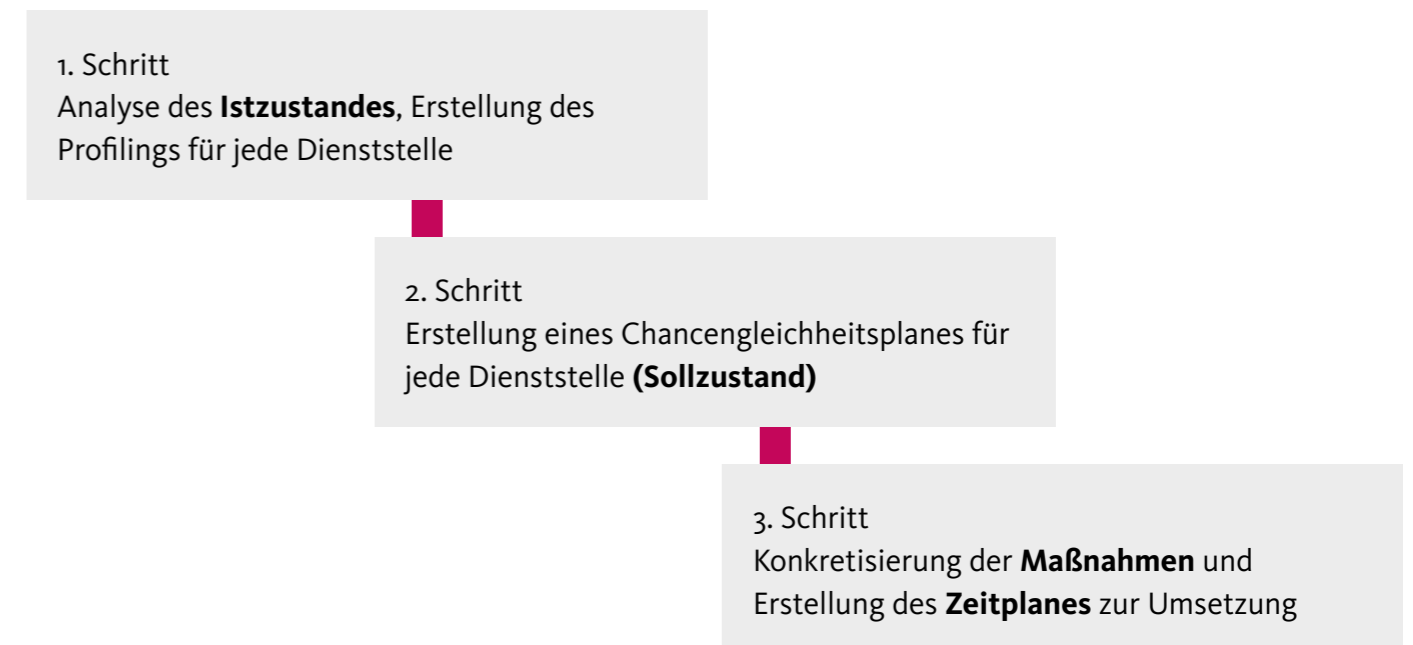 1. Schritt
Analyse des Istzustandes, Erstellung des
Profilings für jede Dienststelle
2. Schritt
Erstellung eines Chancengleichheitsplanes für
jede Dienststelle (Sollzustand)
3. Schritt
Konkretisierung der Maßnahmen und
Erstellung des Zeitplanes zur Umsetzung